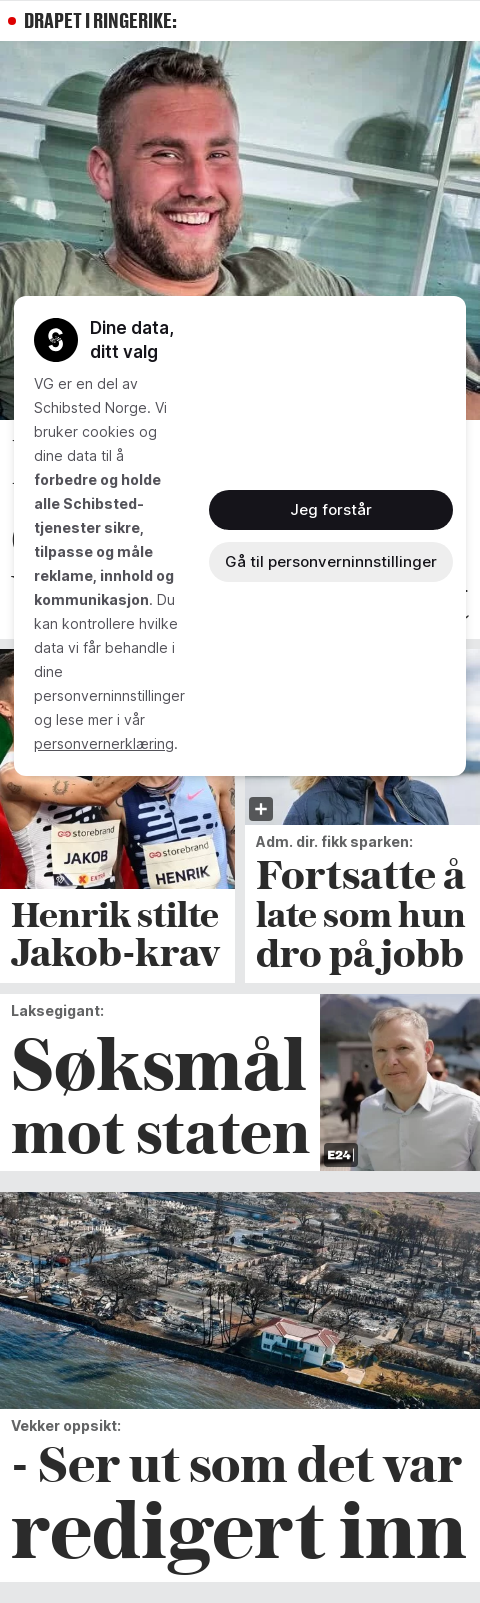 DRAPET I RINGERIKE:
Dine data,
ditt valg
VG er en del av
Schibsted Norge. Vi
bruker cookies og
dine data til å
forbedre og holde
alle Schibsted-
tjenester sikre,
tilpasse og måle
reklame, innhold og
kommunikasjon. Du
kan kontrollere hvilke
data vi får behandle i
dine
personverninnstillinger
og lese mer i vår
personvernerklæring.
Jeg forstår
Gå til personverninnstillinger
storebrand
JAKOB
EXTRA
storebrand
HENRIK
Henrik stilte
Jakob-krav
Adm. dir. fikk sparken:
Fortsatte å
late som hun
dro på jobb
Laksegigant:
Søksmål
mot staten
E24
Vekker oppsikt:
- Ser ut som det var
redigert inn